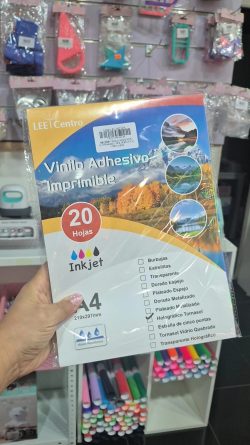 LEE Centro
Vinilo Adhesivo
Imprimible
20
Hojas
Inkjet
A4
210x297mm
Burbujas
Estrellitas
Transparente
Dorado Espejo
Plateado Espejo
Dorado Metalizado
Plateado Metalizado
Holográfico Tornasol
Estrella de cinco puntas
Tornasol Vidrio Quebrado
Transparente Holográfico